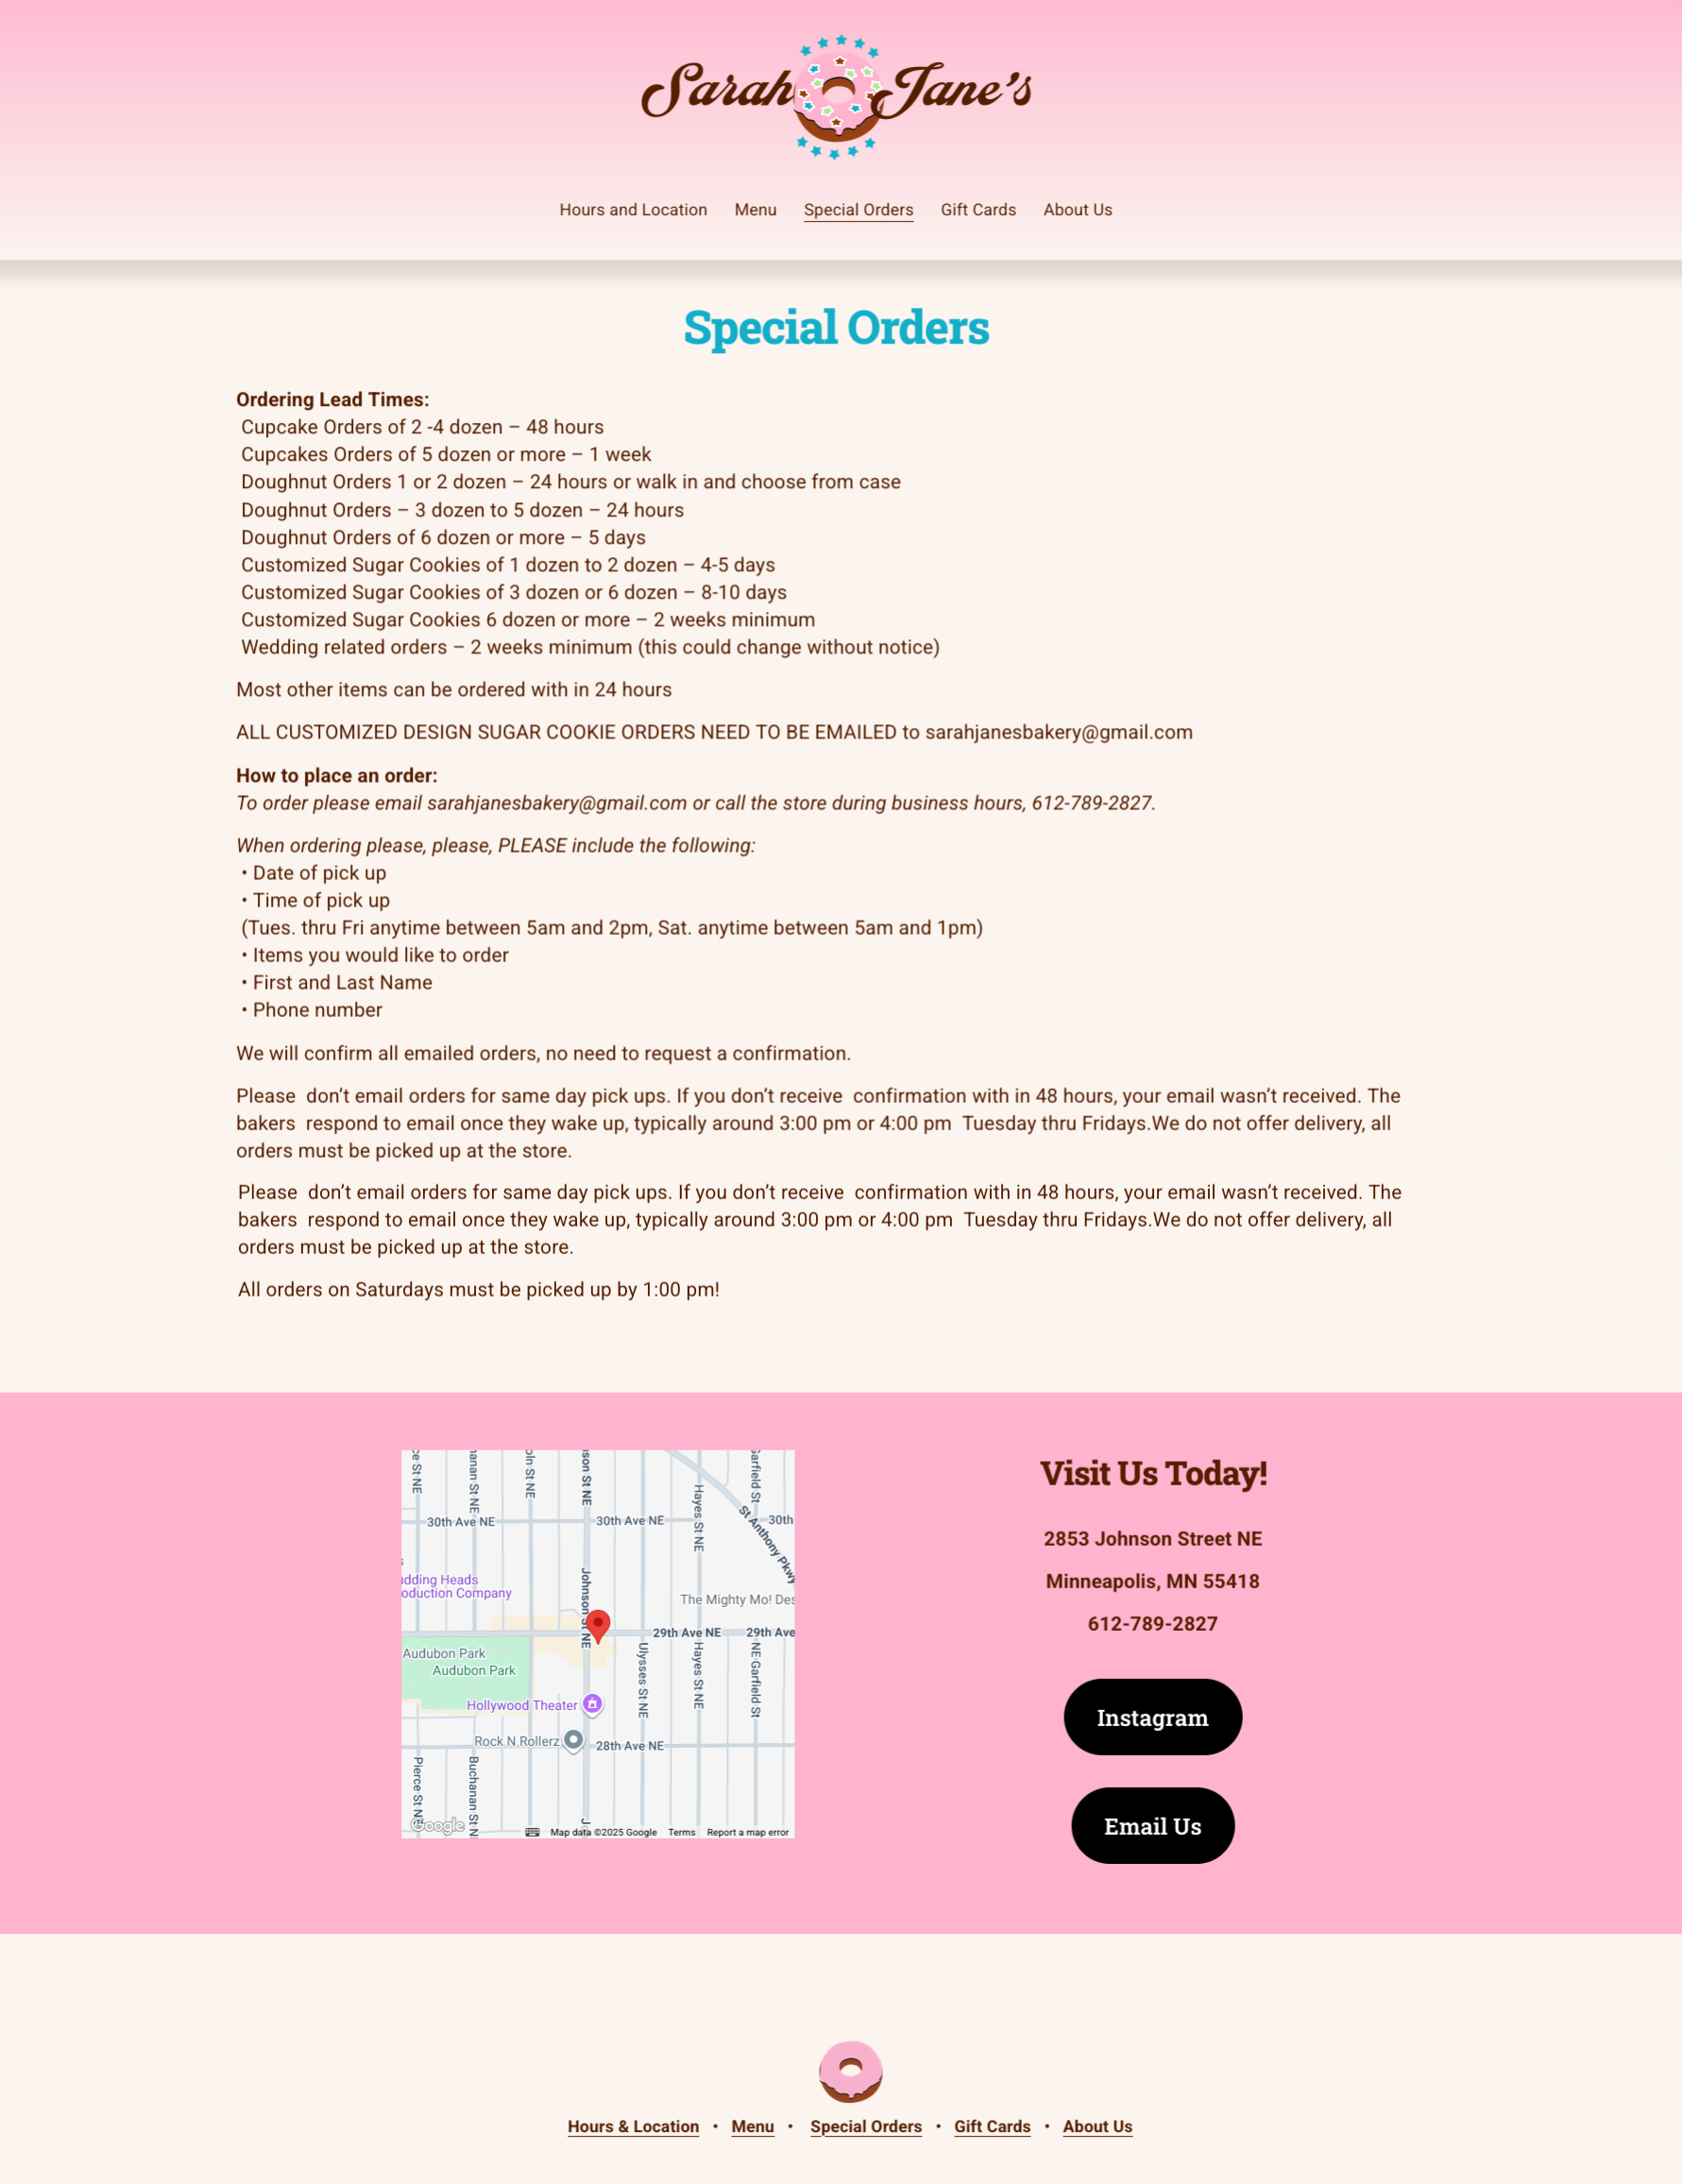 Sarah Jane's
Hours and Location Menu Special Orders Gift Cards About Us
Special Orders
Ordering Lead Times:
Cupcake Orders of 2 -4 dozen – 48 hours
Cupcakes Orders of 5 dozen or more – 1 week
Doughnut Orders 1 or 2 dozen – 24 hours or walk in and choose from case
Doughnut Orders – 3 dozen to 5 dozen – 24 hours
Doughnut Orders of 6 dozen or more – 5 days
Customized Sugar Cookies of 1 dozen to 2 dozen – 4-5 days
Customized Sugar Cookies of 3 dozen or 6 dozen – 8-10 days
Customized Sugar Cookies 6 dozen or more – 2 weeks minimum
Wedding related orders – 2 weeks minimum (this could change without notice)
Most other items can be ordered with in 24 hours
ALL CUSTOMIZED DESIGN SUGAR COOKIE ORDERS NEED TO BE EMAILED to sarahjanesbakery@gmail.com
How to place an order:
To order please email sarahjanesbakery@gmail.com or call the store during business hours, 612-789-2827.
When ordering please, please, PLEASE include the following:
• Date of pick up
• Time of pick up
(Tues. thru Fri anytime between 5am and 2pm, Sat. anytime between 5am and 1pm)
• Items you would like to order
• First and Last Name
• Phone number
We will confirm all emailed orders, no need to request a confirmation.
Please  don’t email orders for same day pick ups. If you don’t receive  confirmation with in 48 hours, your email wasn’t received. The
bakers  respond to email once they wake up, typically around 3:00 pm or 4:00 pm  Tuesday thru Fridays.We do not offer delivery, all
orders must be picked up at the store.
Please  don’t email orders for same day pick ups. If you don’t receive  confirmation with in 48 hours, your email wasn’t received. The
bakers  respond to email once they wake up, typically around 3:00 pm or 4:00 pm  Tuesday thru Fridays.We do not offer delivery, all
orders must be picked up at the store.
All orders on Saturdays must be picked up by 1:00 pm!
ce St NE
hanan St NE
oln St NE
nson St NE
Hayes St NE
Garfield St
St Anthony Pkwy
30th Ave NE
30th Ave NE
30th
udding Heads
oduction Company
Johnson St NE
The Mighty Mo! Des
29th Ave NE
29th Ave
Audubon Park
Audubon Park
Ulysses St NE
Hayes St NE
NE Garfield St
Hollywood Theater
Rock N Rollerz
28th Ave NE
Pierce St NE
Buchanan St N
Jo
Google
Map data ©2025 Google Terms Report a map error
Visit Us Today!
2853 Johnson Street NE
Minneapolis, MN 55418
612-789-2827
Instagram
Email Us
Hours & Location • Menu • Special Orders • Gift Cards • About Us